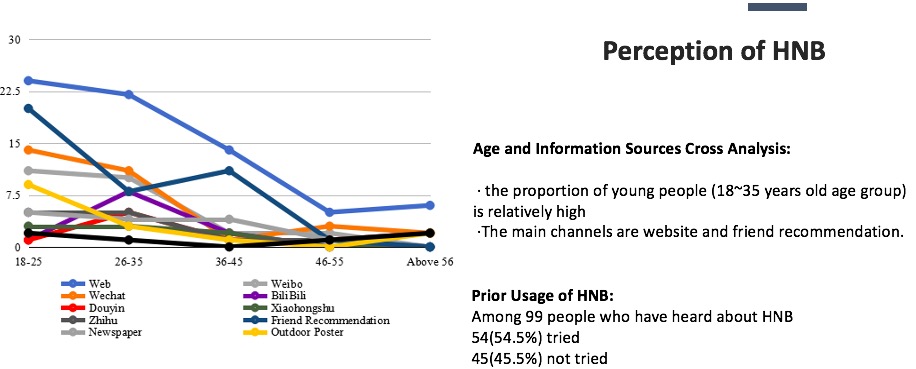 Perception of HNB
30
22.5
15
7.5
0
18-25 26-35 36-45 46-55 Above 56
Web Weibo
Wechat BiliBili
Douyin Xiaohongshu
Zhihu Friend Recommendation
Newspaper Outdoor Poster
Age and Information Sources Cross Analysis:
· the proportion of young people (18~35 years old age group)
is relatively high
·The main channels are website and friend recommendation.
Prior Usage of HNB:
Among 99 people who have heard about HNB
54(54.5%) tried
45(45.5%) not tried